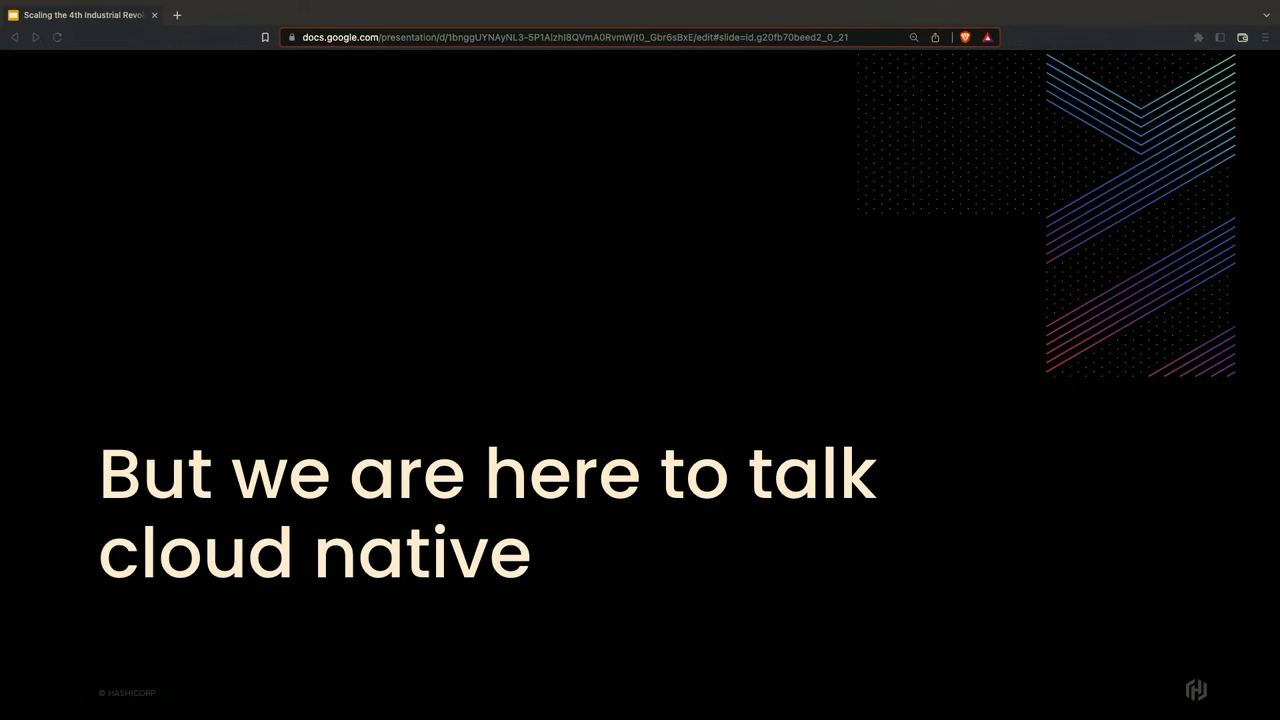 Scaling the 4th Industrial Revol
docs.google.com/presentation/d/1bnggUYNAyNL3-5P1AlzhI8QVmA0RvmWjt0_Gbr6sBxE/edit#slide=id.g20fb70beed2_0_21
But we are here to talk
cloud native
© HASHICORP